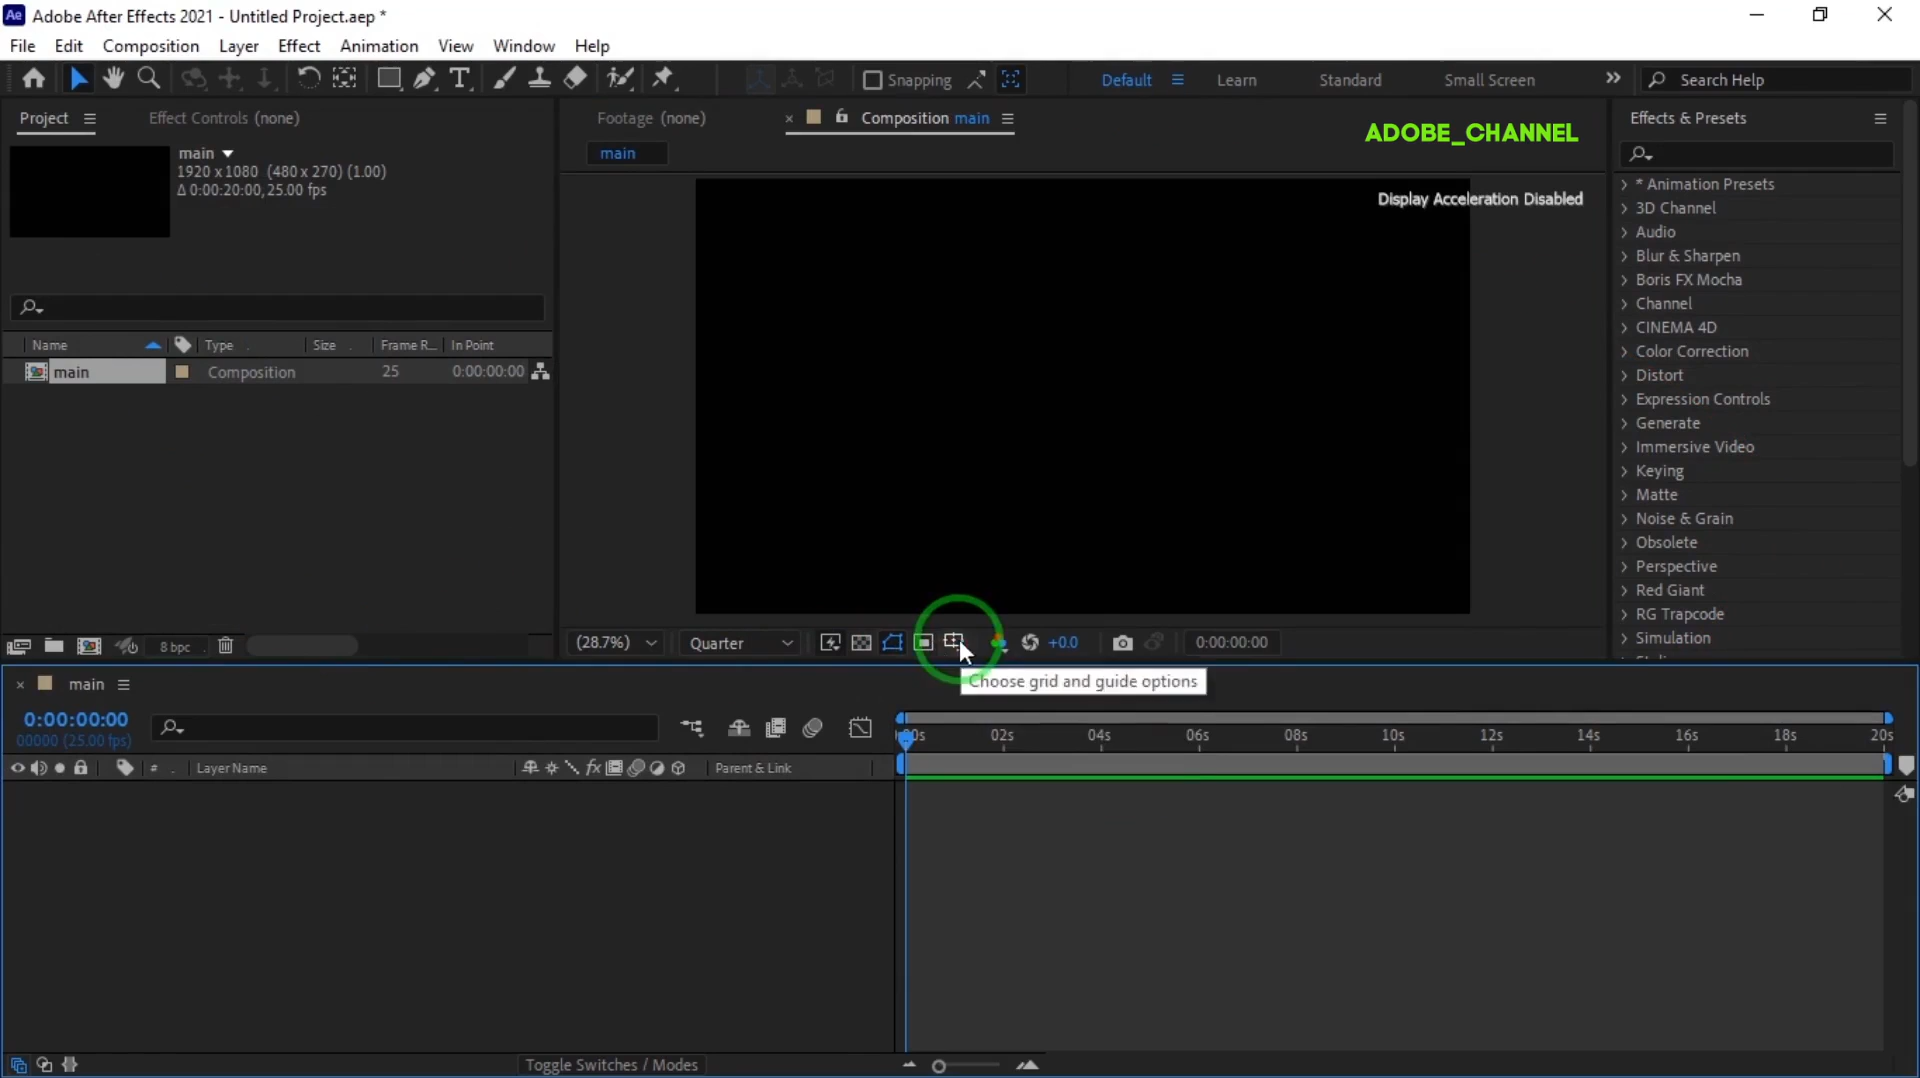 Ae Adobe After Effects 2021 - Untitled Project.aep *
File Edit Composition Layer Effect Animation View Window Help
T Snapping Default Learn Standard Small Screen Search Help
Project Effect Controls (none)
main
1920 x 1080 (480 x 270) (1.00)
Δ 0:00:20:00, 25.00 fps
Name Type Size Frame R... In Point
main Composition 25 0:00:00:00
8 bpc
Footage (none) Composition main
ADOBE_CHANNEL
main
Display Acceleration Disabled
(28.7%) Quarter +0.0 0:00:00:00
Choose grid and guide options
Effects & Presets
* Animation Presets
3D Channel
Audio
Blur & Sharpen
Boris FX Mocha
Channel
CINEMA 4D
Color Correction
Distort
Expression Controls
Generate
Immersive Video
Keying
Matte
Noise & Grain
Obsolete
Perspective
Red Giant
RG Trapcode
Simulation
main
0:00:00:00
00000 (25.00 fps)
00s 02s 04s 06s 08s 10s 12s 14s 16s 18s 20s
# Layer Name fx Parent & Link
Toggle Switches / Modes